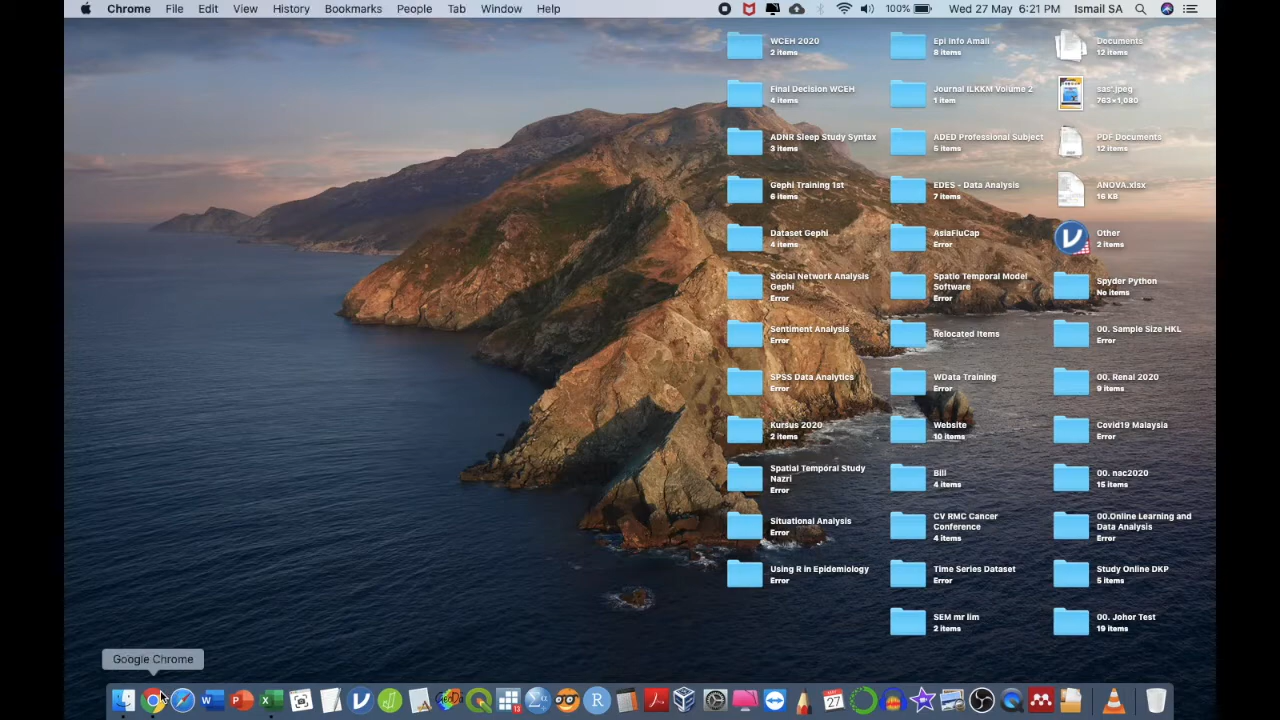 Chrome File Edit View History Bookmarks People Tab Window Help 100% Wed 27 May 6:21 PM Ismail SA
WCEH 2020
2 items
Final Decision WCEH
4 items
ADNR Sleep Study Syntax
3 items
Gephi Training 1st
6 items
Dataset Gephi
4 items
Social Network Analysis
Gephi
Error
Sentiment Analysis
Error
SPSS Data Analytics
Error
Kursus 2020
2 items
Spatial Temporal Study
Nazri
Error
Situational Analysis
Error
Using R in Epidemiology
Error
Epi Info Amali
8 items
Journal ILKKM Volume 2
1 item
ADED Professional Subject
5 items
EDES - Data Analysis
7 items
AsiaFluCap
Error
Spatio Temporal Model
Software
Error
Relocated Items
WData Training
Error
Website
10 items
Bill
4 items
CV RMC Cancer
Conference
4 items
Time Series Dataset
Error
SEM mr lim
2 items
Documents
12 items
sas*.jpeg
763×1,080
PDF Documents
12 items
ANOVA.xlsx
16 KB
Other
2 items
Spyder Python
No items
00. Sample Size HKL
Error
00. Renal 2020
9 items
Covid19 Malaysia
Error
00. nac2020
15 items
00.Online Learning and
Data Analysis
Error
Study Online DKP
5 items
00. Johor Test
19 items
Google Chrome